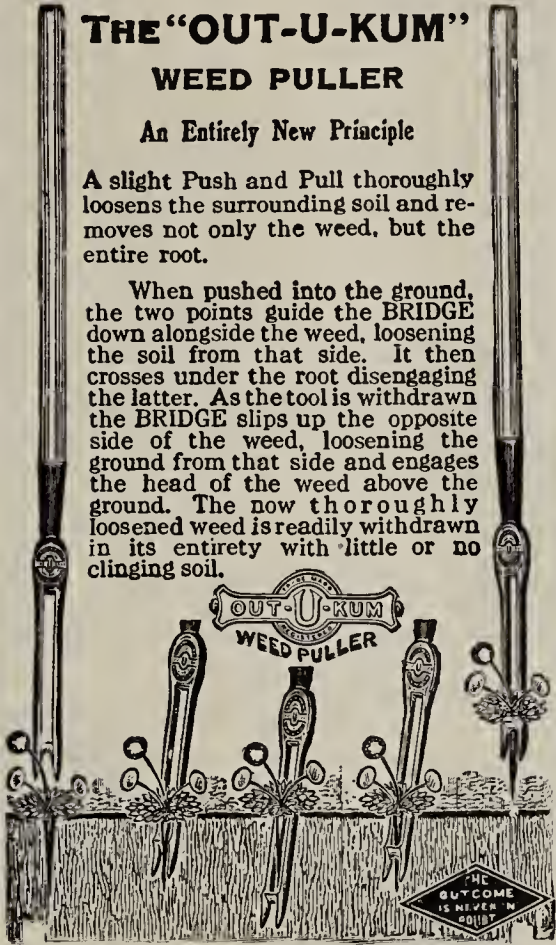 THE "OUT-U-KUM"
WEED PULLER
An Entirely New Principle
A slight Push and Pull thoroughly
loosens the surrounding soil and re-
moves not only the weed, but the
entire root.
When pushed into the ground,
the two points guide the BRIDGE
down alongside the weed, loosening
the soil from that side. It then
crosses under the root disengaging
the latter. As the tool is withdrawn
the BRIDGE slips up the opposite
side of the weed, loosening the
ground from that side and engages
the head of the weed above the
ground. The now thoroughly
loosened weed is readily withdrawn
in its entirety with little or no
clinging soil.
TRADE MARK
OUT-U-KUM
REGISTERED
WEED PULLER
THE
OUTCOME
IS NEVER IN
DOUBT